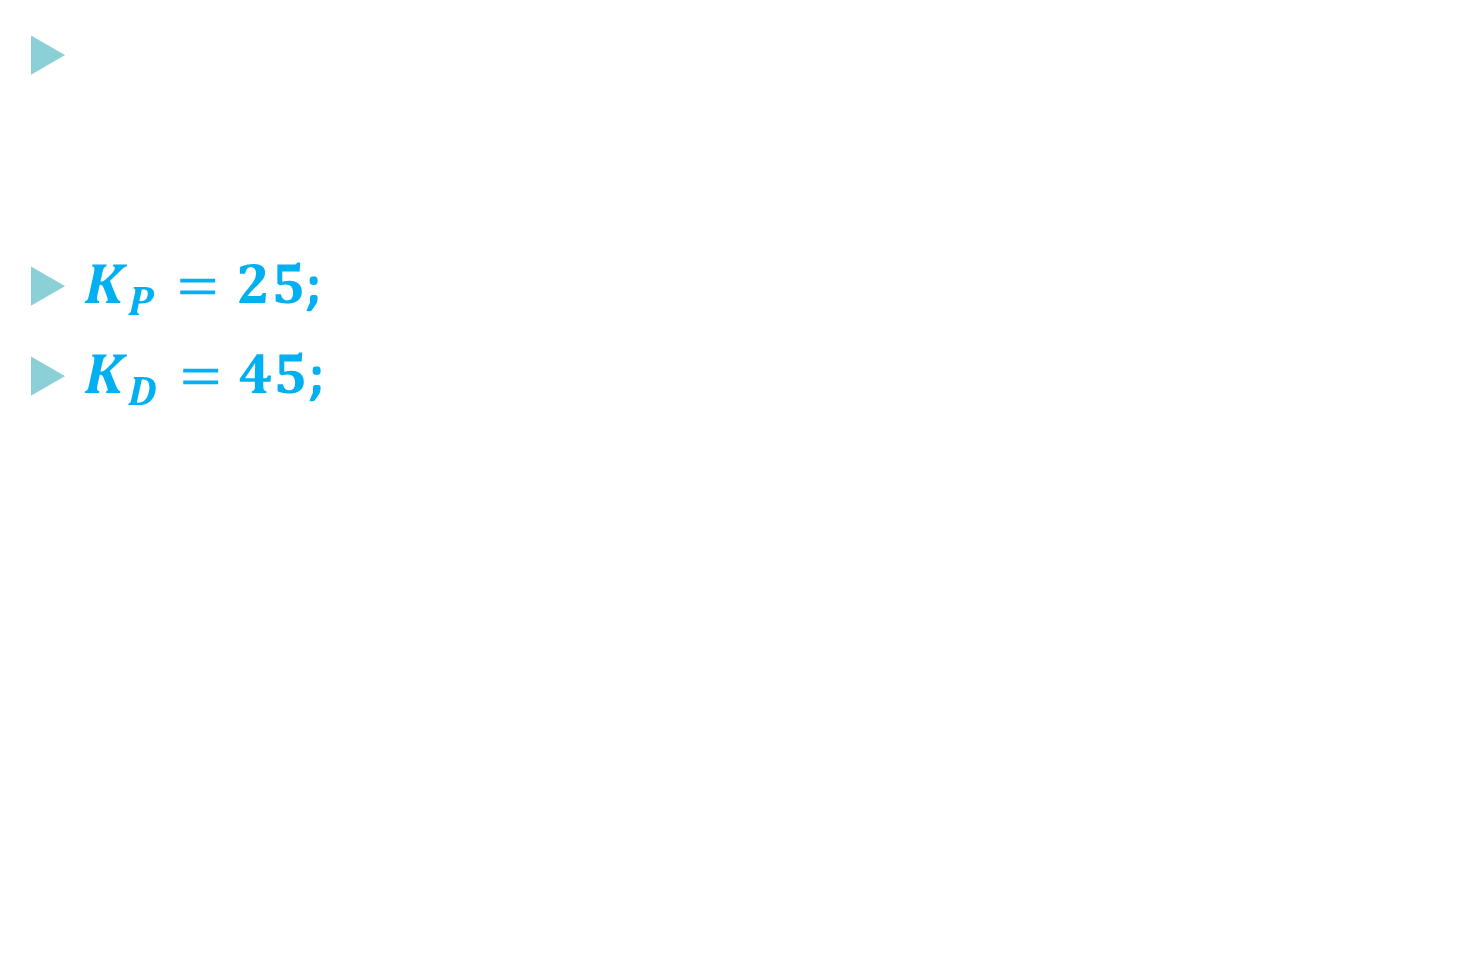 K_P = 25;
K_D = 45;